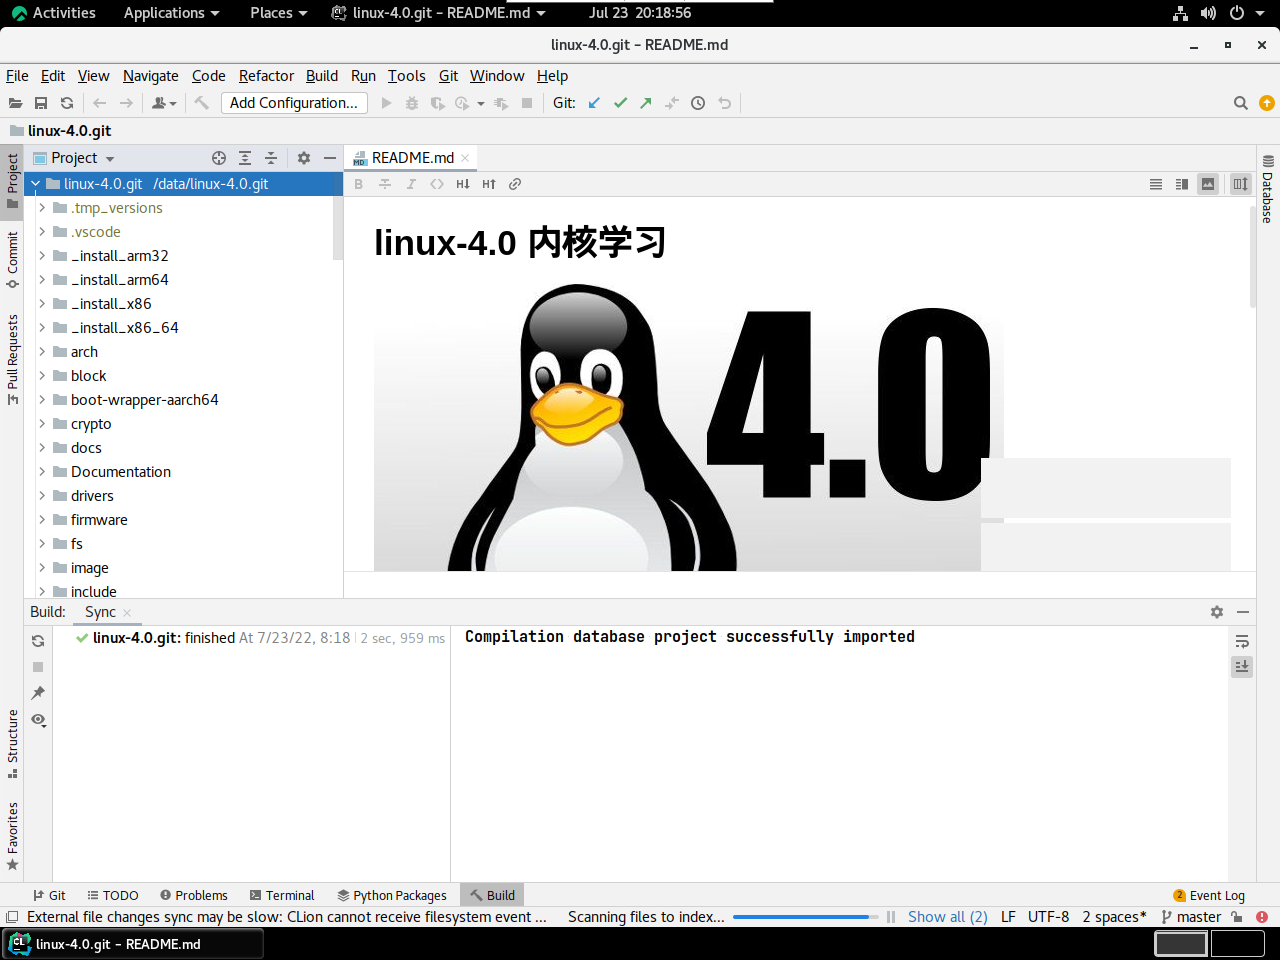 Activities Applications Places linux-4.0.git – README.md Jul 23 20:18:56
linux-4.0.git – README.md
File Edit View Navigate Code Refactor Build Run Tools Git Window Help
Add Configuration... Git:
linux-4.0.git
Project
README.md
linux-4.0.git /data/linux-4.0.git
.tmp_versions
.vscode
_install_arm32
_install_arm64
_install_x86
_install_x86_64
arch
block
boot-wrapper-aarch64
crypto
docs
Documentation
drivers
firmware
fs
image
include
Project
Commit
Pull Requests
Structure
Favorites
B I H↓ H↑
linux-4.0 内核学习
4.0
Database
Build: Sync
linux-4.0.git: finished At 7/23/22, 8:18 2 sec, 959 ms
Compilation database project successfully imported
Git TODO Problems Terminal Python Packages Build 2 Event Log
External file changes sync may be slow: CLion cannot receive filesystem event ... Scanning files to index... Show all (2) LF UTF-8 2 spaces* master
CL linux-4.0.git – README.md